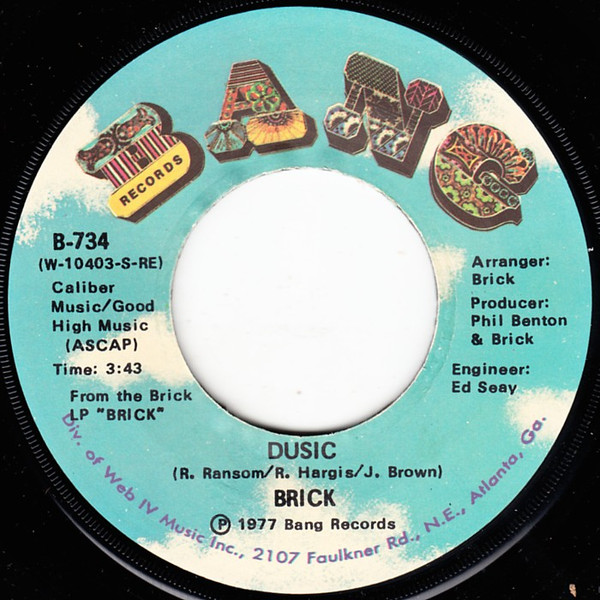 BANG
RECORDS
B-734
(W-10403-S-RE)
Caliber
Music/Good
High Music
(ASCAP)
Time: 3:43
From the Brick
LP "BRICK"
Arranger:
Brick
Producer:
Phil Benton
& Brick
Engineer:
Ed Seay
DUSIC
(R. Ransom/R. Hargis/J. Brown)
BRICK
Ⓟ 1977 Bang Records
Div. of Web IV Music Inc., 2107 Faulkner Rd., N.E., Atlanta, Ga.